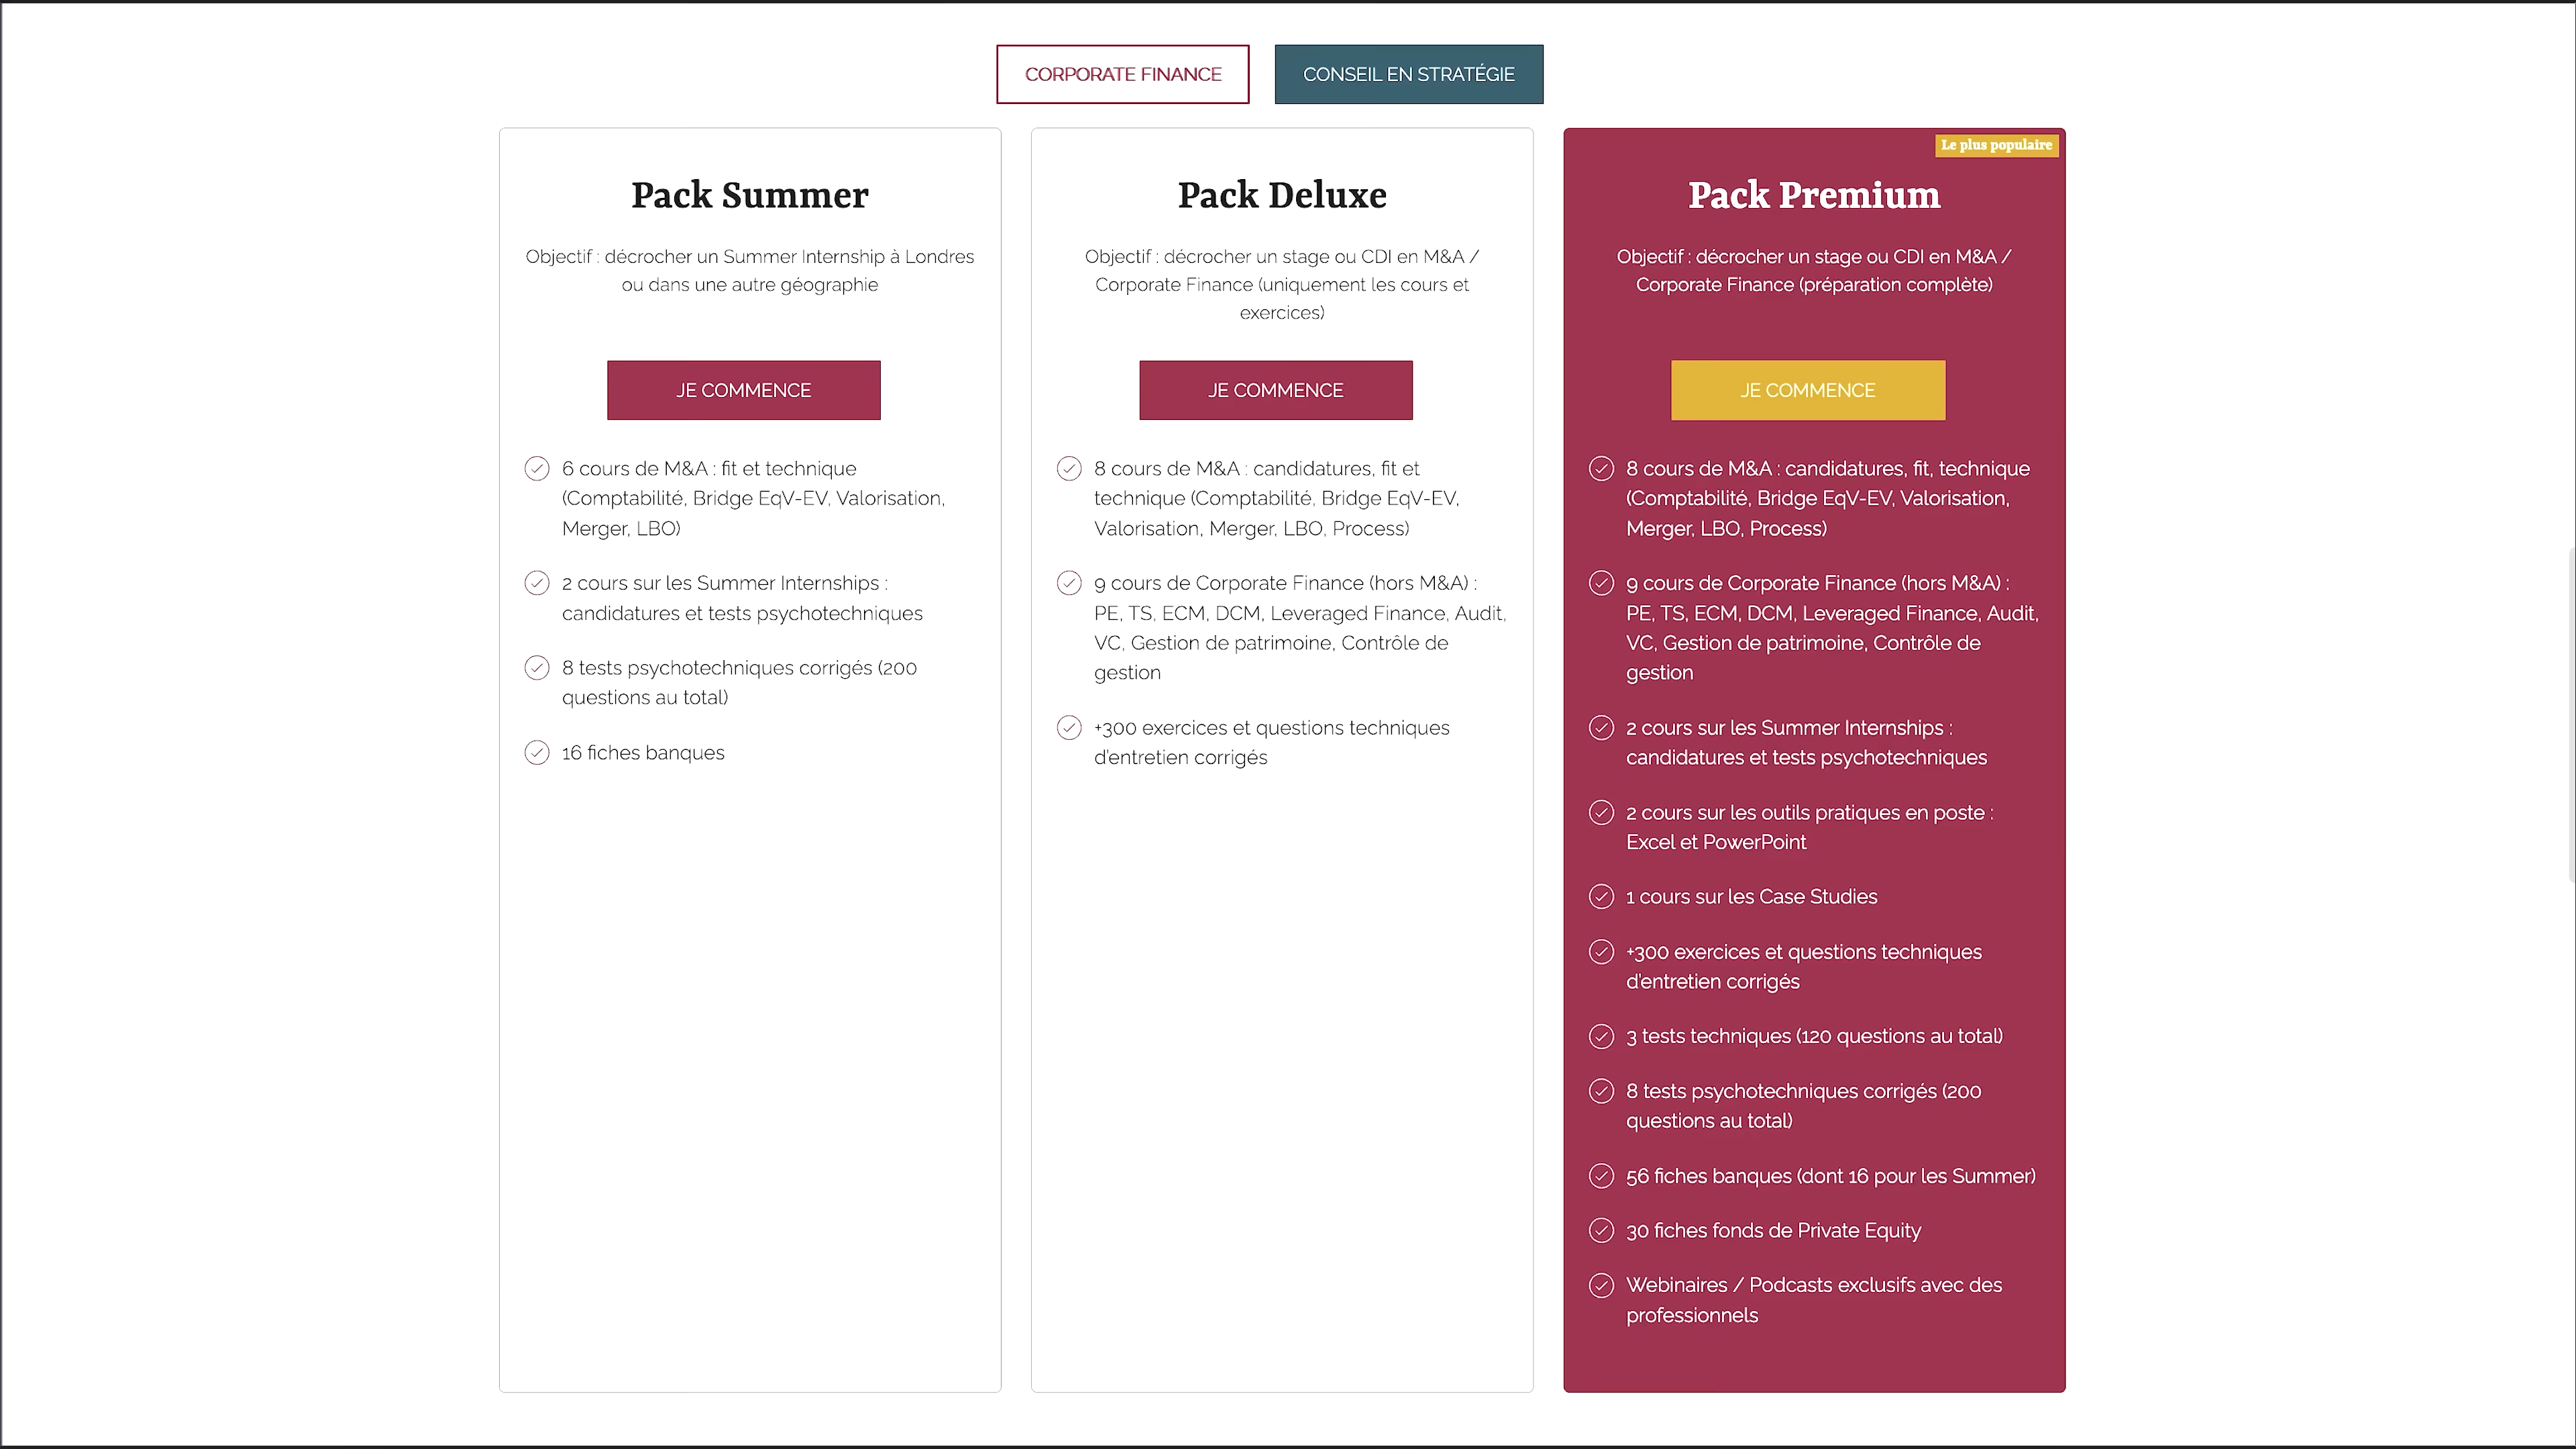 CORPORATE FINANCE
CONSEIL EN STRATÉGIE
Pack Summer
Objectif : décrocher un Summer Internship à Londres
ou dans une autre géographie
JE COMMENCE
6 cours de M&A : fit et technique
(Comptabilité, Bridge EqV-EV, Valorisation,
Merger, LBO)
2 cours sur les Summer Internships :
candidatures et tests psychotechniques
8 tests psychotechniques corrigés (200
questions au total)
16 fiches banques
Pack Deluxe
Objectif : décrocher un stage ou CDI en M&A /
Corporate Finance (uniquement les cours et
exercices)
JE COMMENCE
8 cours de M&A : candidatures, fit et
technique (Comptabilité, Bridge EqV-EV,
Valorisation, Merger, LBO, Process)
9 cours de Corporate Finance (hors M&A) :
PE, TS, ECM, DCM, Leveraged Finance, Audit,
VC, Gestion de patrimoine, Contrôle de
gestion
+300 exercices et questions techniques
d'entretien corrigés
Le plus populaire
Pack Premium
Objectif : décrocher un stage ou CDI en M&A /
Corporate Finance (préparation complète)
JE COMMENCE
8 cours de M&A : candidatures, fit, technique
(Comptabilité, Bridge EqV-EV, Valorisation,
Merger, LBO, Process)
9 cours de Corporate Finance (hors M&A) :
PE, TS, ECM, DCM, Leveraged Finance, Audit,
VC, Gestion de patrimoine, Contrôle de
gestion
2 cours sur les Summer Internships :
candidatures et tests psychotechniques
2 cours sur les outils pratiques en poste :
Excel et PowerPoint
1 cours sur les Case Studies
+300 exercices et questions techniques
d'entretien corrigés
3 tests techniques (120 questions au total)
8 tests psychotechniques corrigés (200
questions au total)
56 fiches banques (dont 16 pour les Summer)
30 fiches fonds de Private Equity
Webinaires / Podcasts exclusifs avec des
professionnels